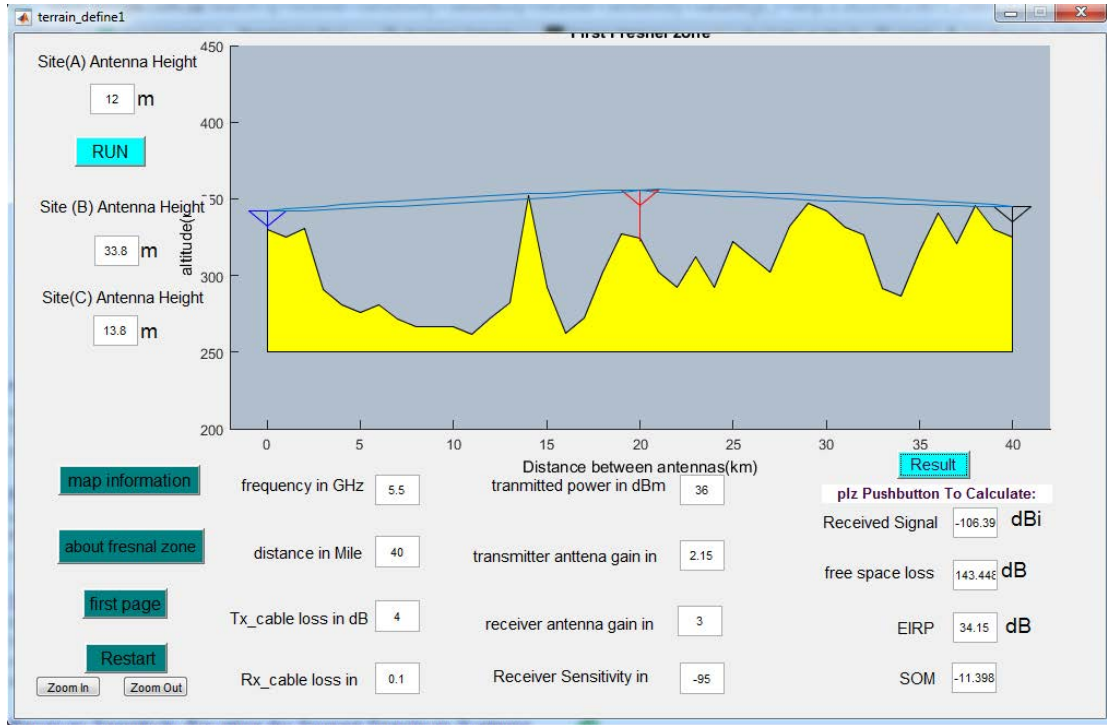 terrain_define1
First Fresnel zone
Site(A) Antenna Height
12 m
RUN
Site (B) Antenna Height
33.8 m
Site(C) Antenna Height
13.8 m
450
400
350
300
250
200
0 5 10 15 20 25 30 35 40
Distance between antennas(km)
map information
about fresnal zone
first page
Restart
Zoom In Zoom Out
frequency in GHz 5.5
distance in Mile 40
Tx_cable loss in dB 4
Rx_cable loss in 0.1
tranmitted power in dBm 36
transmitter anttena gain in 2.15
receiver antenna gain in 3
Receiver Sensitivity in -95
Result
plz Pushbutton To Calculate:
Received Signal -106.39 dBi
free space loss 143.448 dB
EIRP 34.15 dB
SOM -11.398